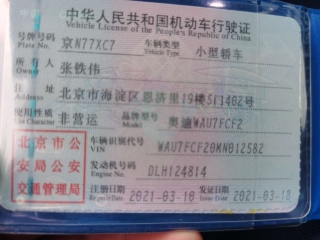 中华人民共和国机动车行驶证
Vehicle License of the People's Republic of China
号牌号码 京N77XC7 车辆类型 小型轿车
Plate No. Vehicle Type
所有人 张铁伟
Owner
住址 北京市海淀区恩济里19楼5门402号
Address
使用性质 非营运 品牌型号 奥迪WAU7FCF2
Use Character Model
北京市公安局公安交通管理局
车辆识别代号 WAU7FCF20MN012582
VIN
发动机号码 DLH124814
Engine No.
注册日期 2021-03-18 发证日期 2021-03-18
Register Date Issue Date